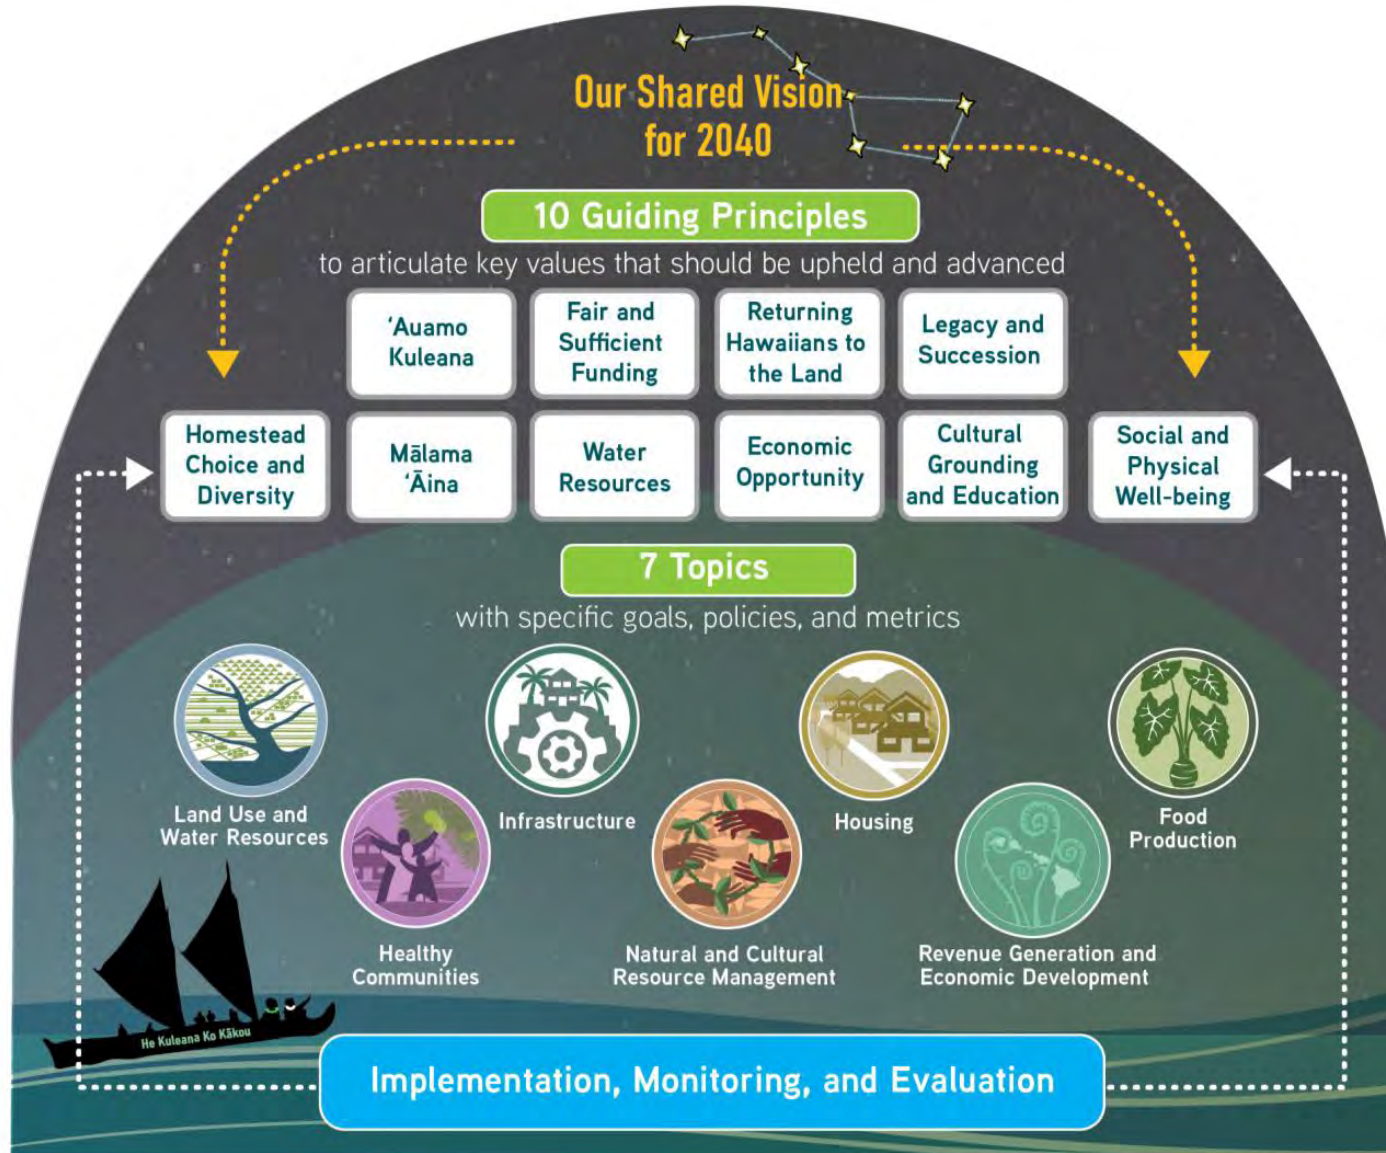 Our Shared Vision
for 2040
10 Guiding Principles
to articulate key values that should be upheld and advanced
ʻAuamo
Kuleana
Fair and
Sufficient
Funding
Returning
Hawaiians to
the Land
Legacy and
Succession
Homestead
Choice and
Diversity
Mālama
ʻĀina
Water
Resources
Economic
Opportunity
Cultural
Grounding
and Education
Social and
Physical
Well-being
7 Topics
with specific goals, policies, and metrics
Land Use and
Water Resources
Infrastructure
Housing
Food
Production
Healthy
Communities
Natural and Cultural
Resource Management
Revenue Generation and
Economic Development
He Kuleana Ko Kākou
Implementation, Monitoring, and Evaluation